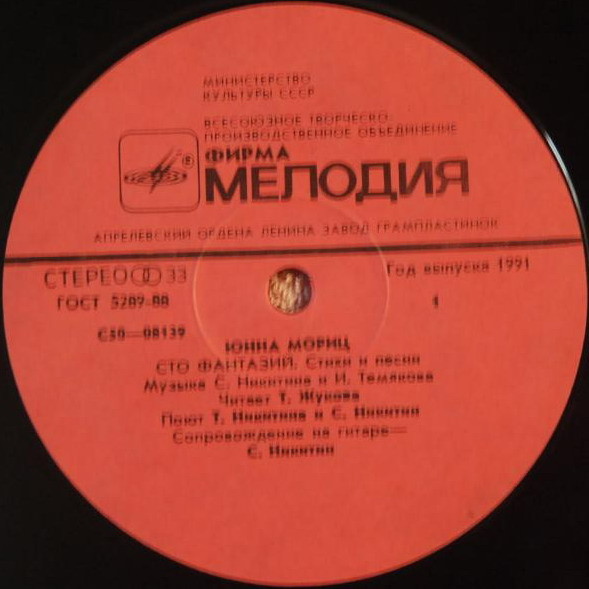 МИНИСТЕРСТВО
КУЛЬТУРЫ СССР
ВСЕСОЮЗНОЕ ТВОРЧЕСКО-
ПРОИЗВОДСТВЕННОЕ ОБЪЕДИНЕНИЕ
ФИРМА
®
МЕЛОДИЯ
АПРЕЛЕВСКИЙ ОРДЕНА ЛЕНИНА ЗАВОД ГРАМПЛАСТИНОК
СТЕРЕО 33
Год выпуска 1991
ГОСТ 5289-88
1
С50—08139
ЮННА МОРИЦ
СТО ФАНТАЗИЙ. Стихи и песни
Музыка С. Никитина и И. Темлякова
Читает Т. Жукова
Поют Т. Никитина и С. Никитин
Сопровождение на гитаре—
С. Никитин